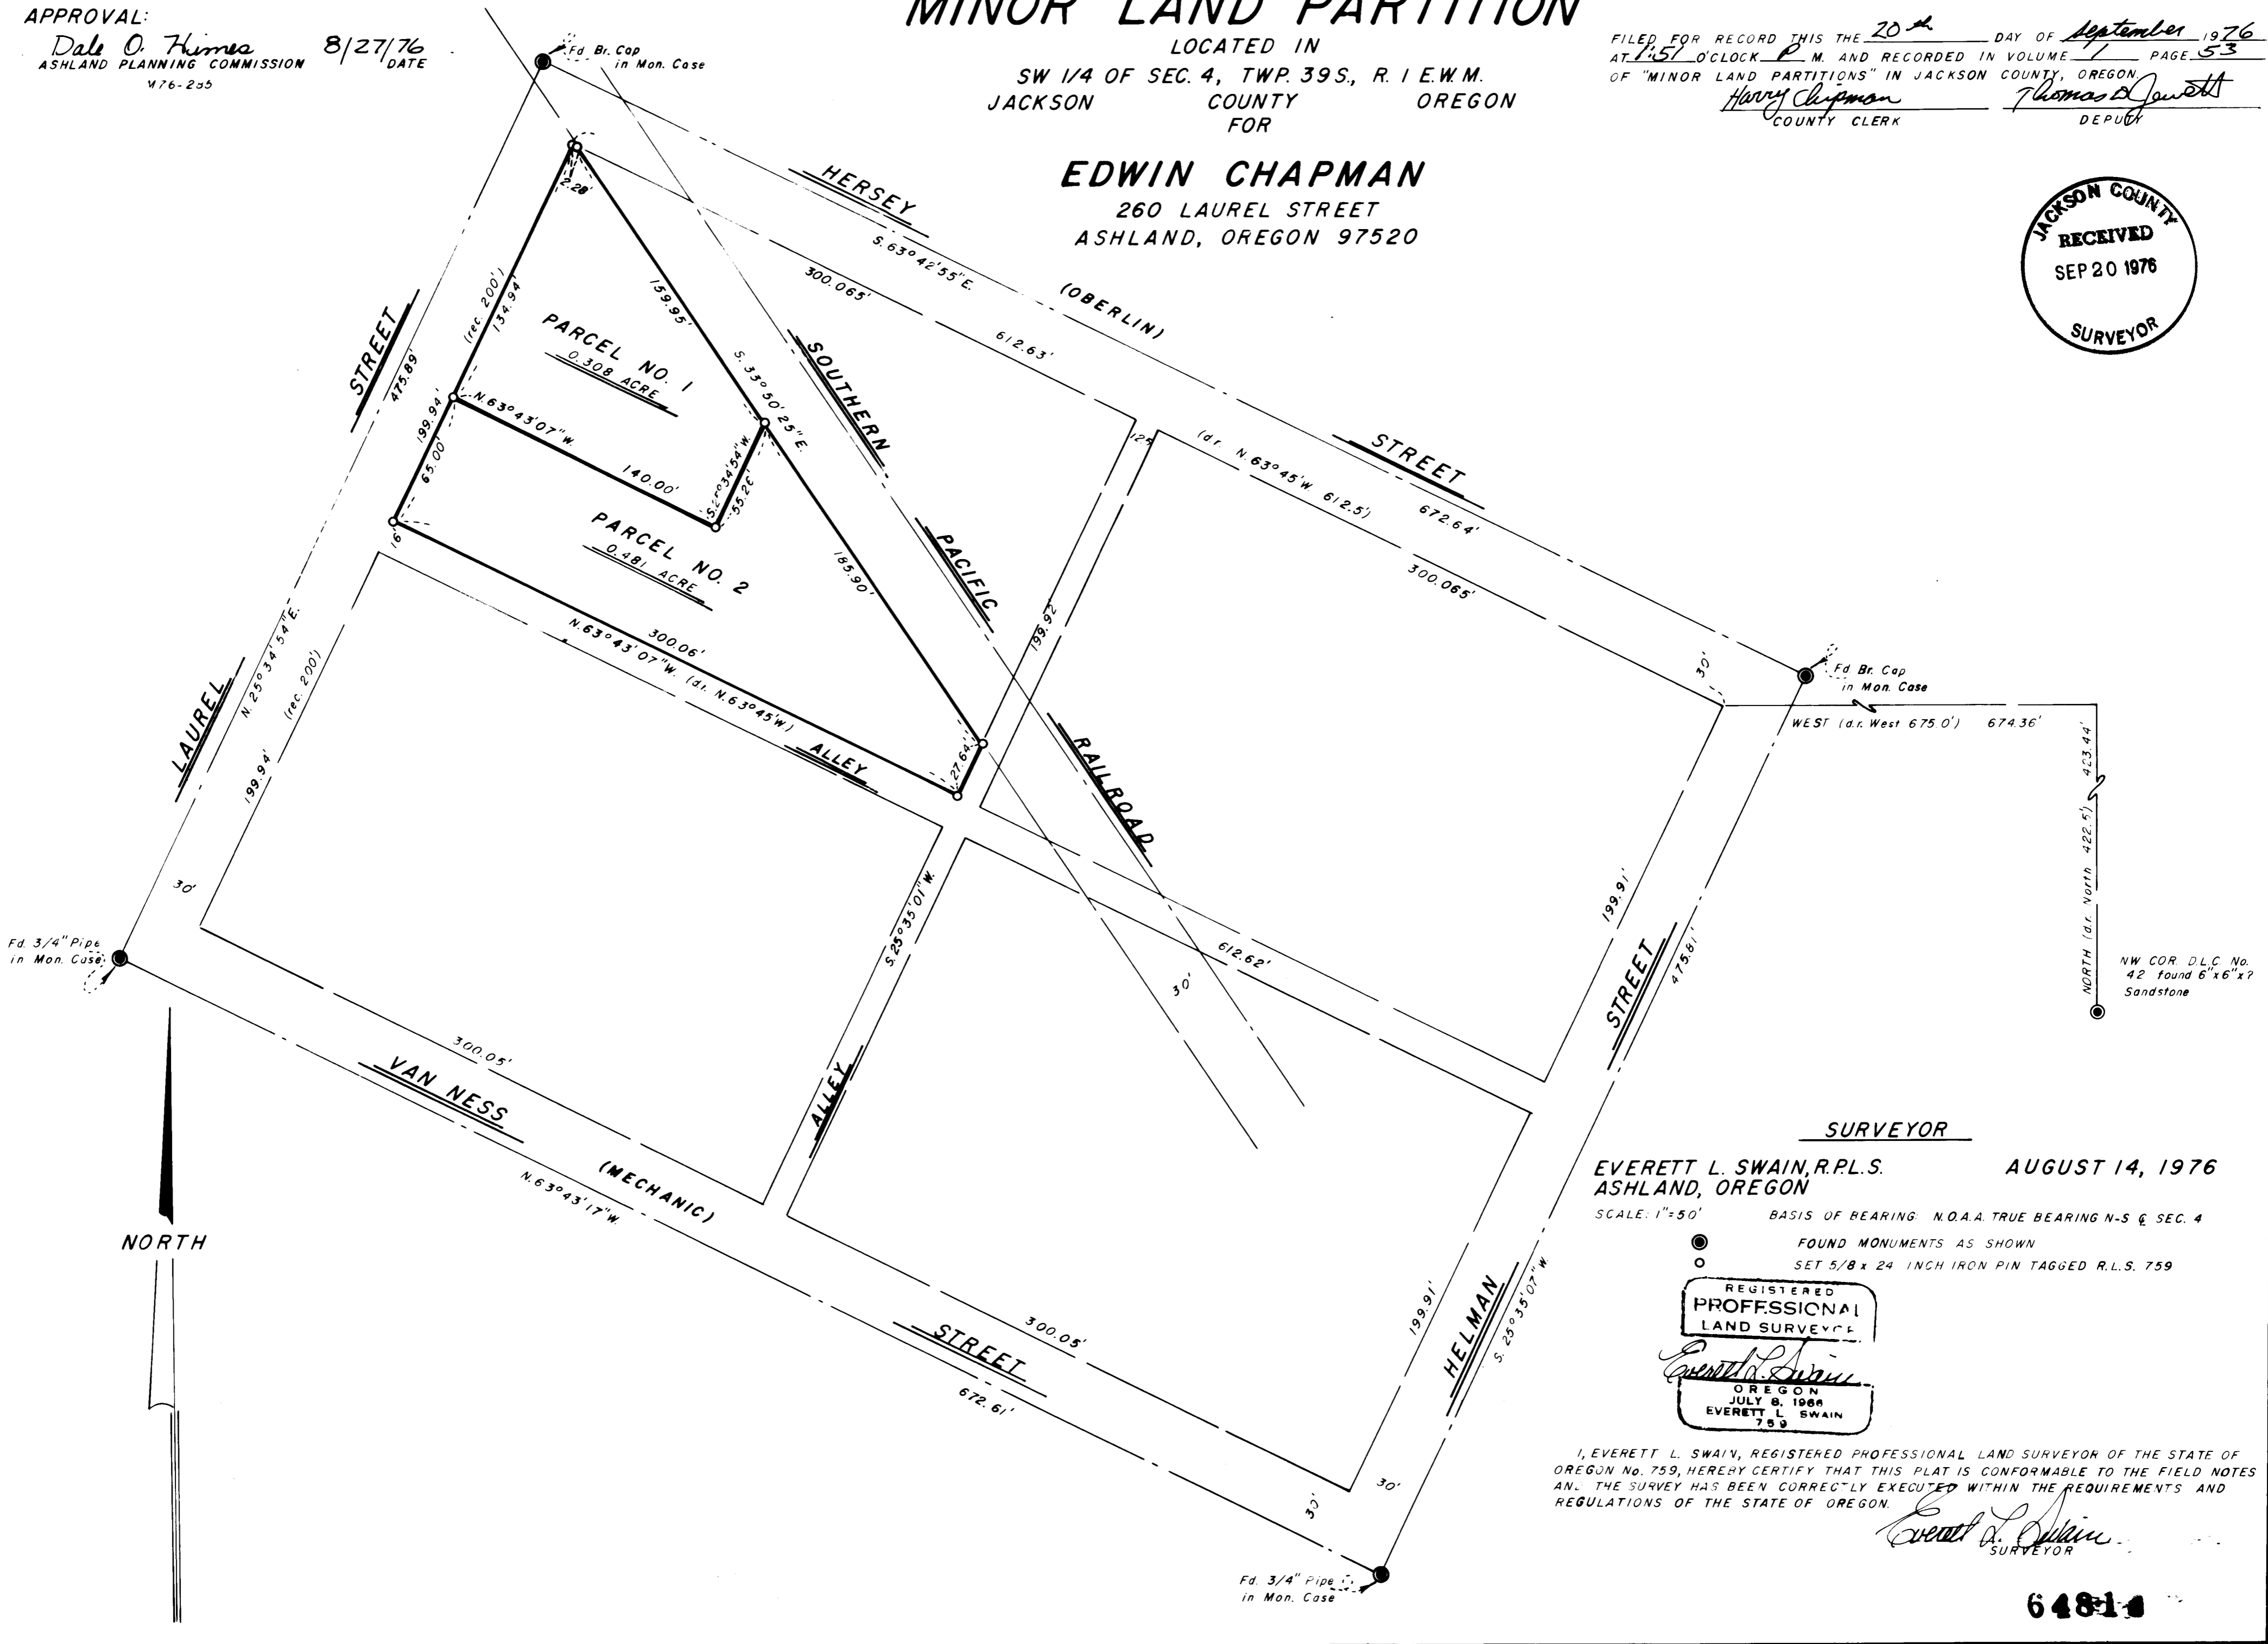 APPROVAL:
Dale O. Himes 8/27/76
ASHLAND PLANNING COMMISSION DATE
M76-235
MINOR LAND PARTITION
LOCATED IN
SW 1/4 OF SEC. 4, TWP. 39 S., R. 1 E.W.M.
JACKSON COUNTY OREGON
FOR
EDWIN CHAPMAN
260 LAUREL STREET
ASHLAND, OREGON 97520
FILED FOR RECORD THIS THE 20th DAY OF September 1976
AT 1:51 O'CLOCK P M. AND RECORDED IN VOLUME 1 PAGE 53
OF "MINOR LAND PARTITIONS" IN JACKSON COUNTY, OREGON.
Harry Chipman Thomas D Jewett
COUNTY CLERK DEPUTY
JACKSON COUNTY
RECEIVED
SEP 20 1976
SURVEYOR
Fd. Br. Cap
in Mon. Case
2.28'
HERSEY
S. 63° 42' 55" E.
(OBERLIN)
300.065'
612.63'
STREET
475.89'
(rec. 200')
134.94'
159.95'
PARCEL NO. 1
0.308 ACRE
S. 33° 50' 25" E.
SOUTHERN
199.94'
65.00'
N. 63° 43' 07" W.
140.00'
S. 25° 34' 54" W.
55.26'
125
(d.r. N. 63° 45' W. 612.5')
STREET
672.64'
300.065'
16'
PARCEL NO. 2
0.481 ACRE
185.90'
PACIFIC
300.06'
N. 63° 43' 07" W. (d.r. N. 63° 45' W)
199.92'
ALLEY
27.64'
RAILROAD
LAUREL
N. 25° 34' 54" E.
(rec. 200')
199.94'
30'
Fd Br. Cap
in Mon. Case
WEST (d.r. West 675.0') 674.36'
NORTH (d.r. North 422.5') 423.44'
NW COR. D.L.C. No.
42 found 6"x6"x?
Sandstone
30'
Fd. 3/4" Pipe
in Mon. Case
S. 25° 35' 01" W.
612.62'
30'
199.91'
STREET
475.81'
300.05'
VAN NESS
ALLEY
(MECHANIC)
N. 63° 43' 17" W.
NORTH
STREET
300.05'
672.61'
199.91'
HELMAN
S. 25° 35' 07" W.
30'
30'
Fd. 3/4" Pipe
in Mon. Case
SURVEYOR
EVERETT L. SWAIN, R.P.L.S. AUGUST 14, 1976
ASHLAND, OREGON
SCALE: 1"=50' BASIS OF BEARING: N.O.A.A. TRUE BEARING N-S ℄ SEC. 4
FOUND MONUMENTS AS SHOWN
SET 5/8 x 24 INCH IRON PIN TAGGED R.L.S. 759
REGISTERED
PROFESSIONAL
LAND SURVEYOR
Everett L. Swain
OREGON
JULY 8, 1966
EVERETT L SWAIN
759
I, EVERETT L. SWAIN, REGISTERED PROFESSIONAL LAND SURVEYOR OF THE STATE OF
OREGON No. 759, HEREBY CERTIFY THAT THIS PLAT IS CONFORMABLE TO THE FIELD NOTES
AND THE SURVEY HAS BEEN CORRECTLY EXECUTED WITHIN THE REQUIREMENTS AND
REGULATIONS OF THE STATE OF OREGON.
Everett L. Swain
SURVEYOR